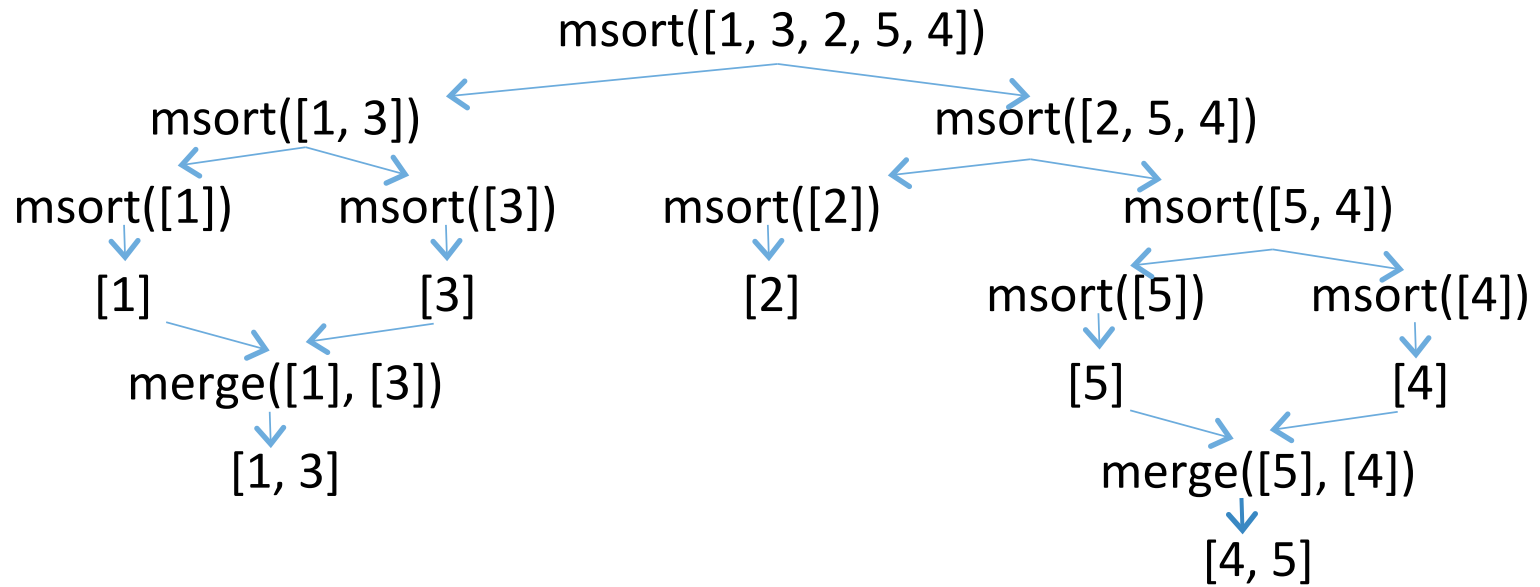 msort([1, 3, 2, 5, 4])
msort([1, 3]) msort([2, 5, 4])
msort([1]) msort([3]) msort([2]) msort([5, 4])
[1] [3] [2] msort([5]) msort([4])
merge([1], [3]) [5] [4]
[1, 3] merge([5], [4])
[4, 5]